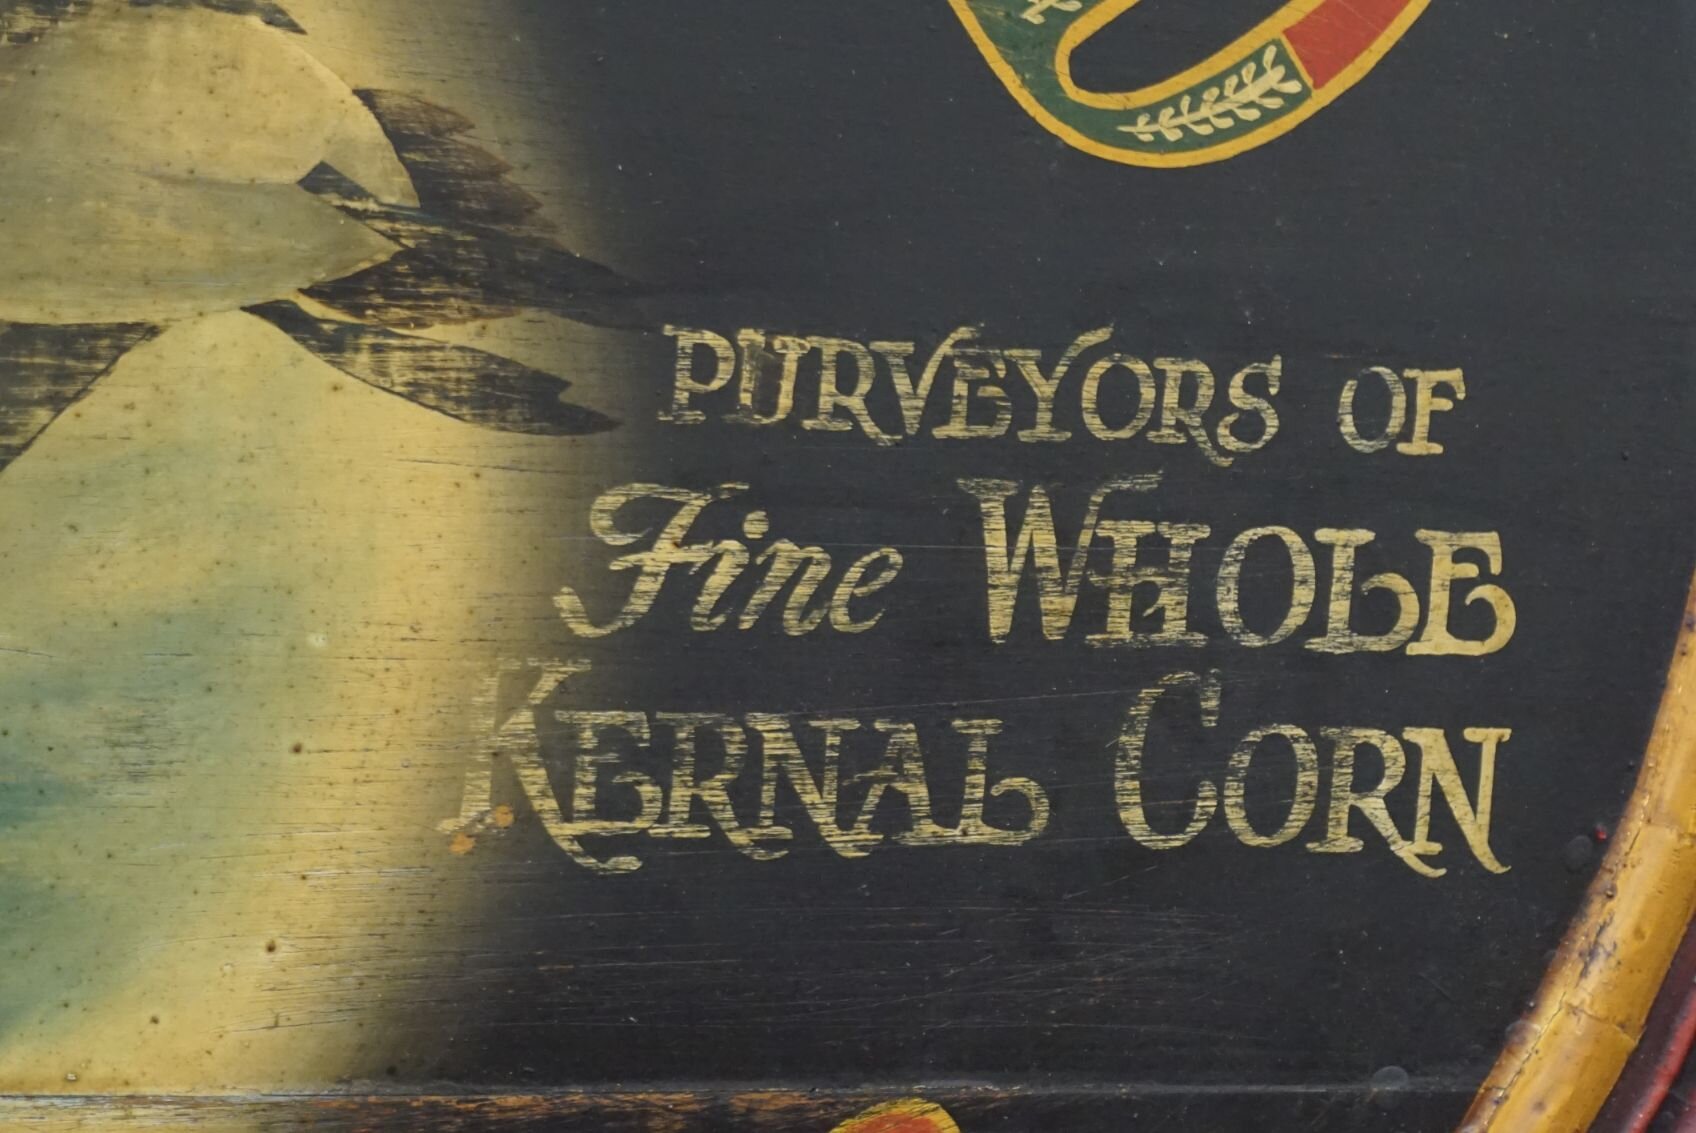 PURVEYORS OF
Fine WHOLE
KERNAL CORN